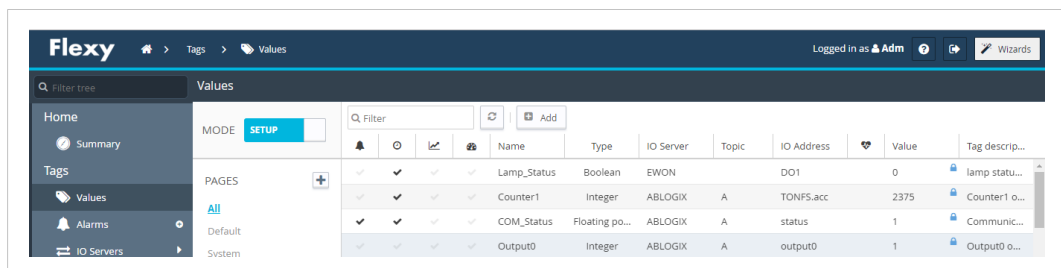 Flexy > Tags > Values Logged in as Adm Wizards
Filter tree Values
Home
Summary
Tags
Values
Alarms
IO Servers
MODE SETUP
PAGES
All
Default
System
Filter Add
Name Type IO Server Topic IO Address Value Tag descrip...
Lamp_Status Boolean EWON DO1 0 lamp statu...
Counter1 Integer ABLOGIX A TONFS.acc 2375 Counter1 o...
COM_Status Floating po... ABLOGIX A status 1 Communic...
Output0 Integer ABLOGIX A output0 1 Output0 o...